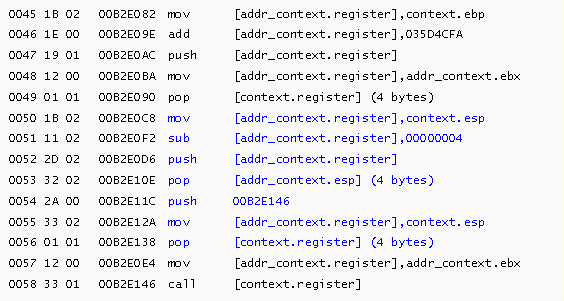 0045 1B 02 00B2E082 mov [addr_context.register],context.ebp
0046 1E 00 00B2E09E add [addr_context.register],035D4CFA
0047 19 01 00B2E0AC push [addr_context.register]
0048 12 00 00B2E0BA mov [addr_context.register],addr_context.ebx
0049 01 01 00B2E090 pop [context.register] (4 bytes)
0050 1B 02 00B2E0C8 mov [addr_context.register],context.esp
0051 11 02 00B2E0F2 sub [addr_context.register],00000004
0052 2D 02 00B2E0D6 push [addr_context.register]
0053 32 02 00B2E10E pop [addr_context.esp] (4 bytes)
0054 2A 00 00B2E11C push 00B2E146
0055 33 02 00B2E12A mov [addr_context.register],context.esp
0056 01 01 00B2E138 pop [context.register] (4 bytes)
0057 12 00 00B2E0E4 mov [addr_context.register],addr_context.ebx
0058 33 01 00B2E146 call [context.register]